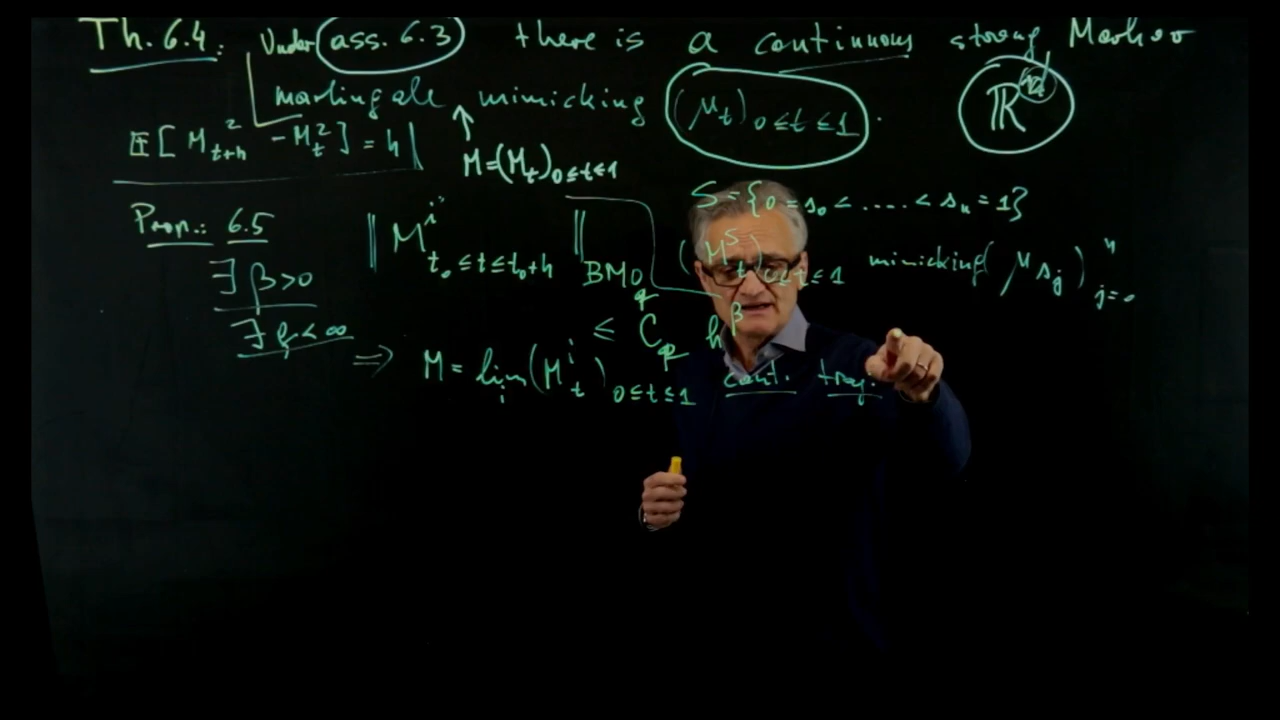 Th. 6.4. Under ass. 6.3 there is a continuous strong Markov
martingale mimicking (μ_t)_{0≤t≤1}. ℝ^d
𝔼[M²_{t+h} - M²_t] = h
M=(M_t)_{0≤t≤1}
S={0=s_0<....<s_n=1}
Prop.: 6.5 ‖M^i_{t_0≤t≤t_0+h}‖_{BMO_q} (M^S_t)_{0≤t≤1} mimicking (μ_{s_j})^n_{j=0}
∃ β>0
∃ q<∞ ≤ C_q h^β
⇒ M = lim_i (M^i_t)_{0≤t≤1} cont. traj.